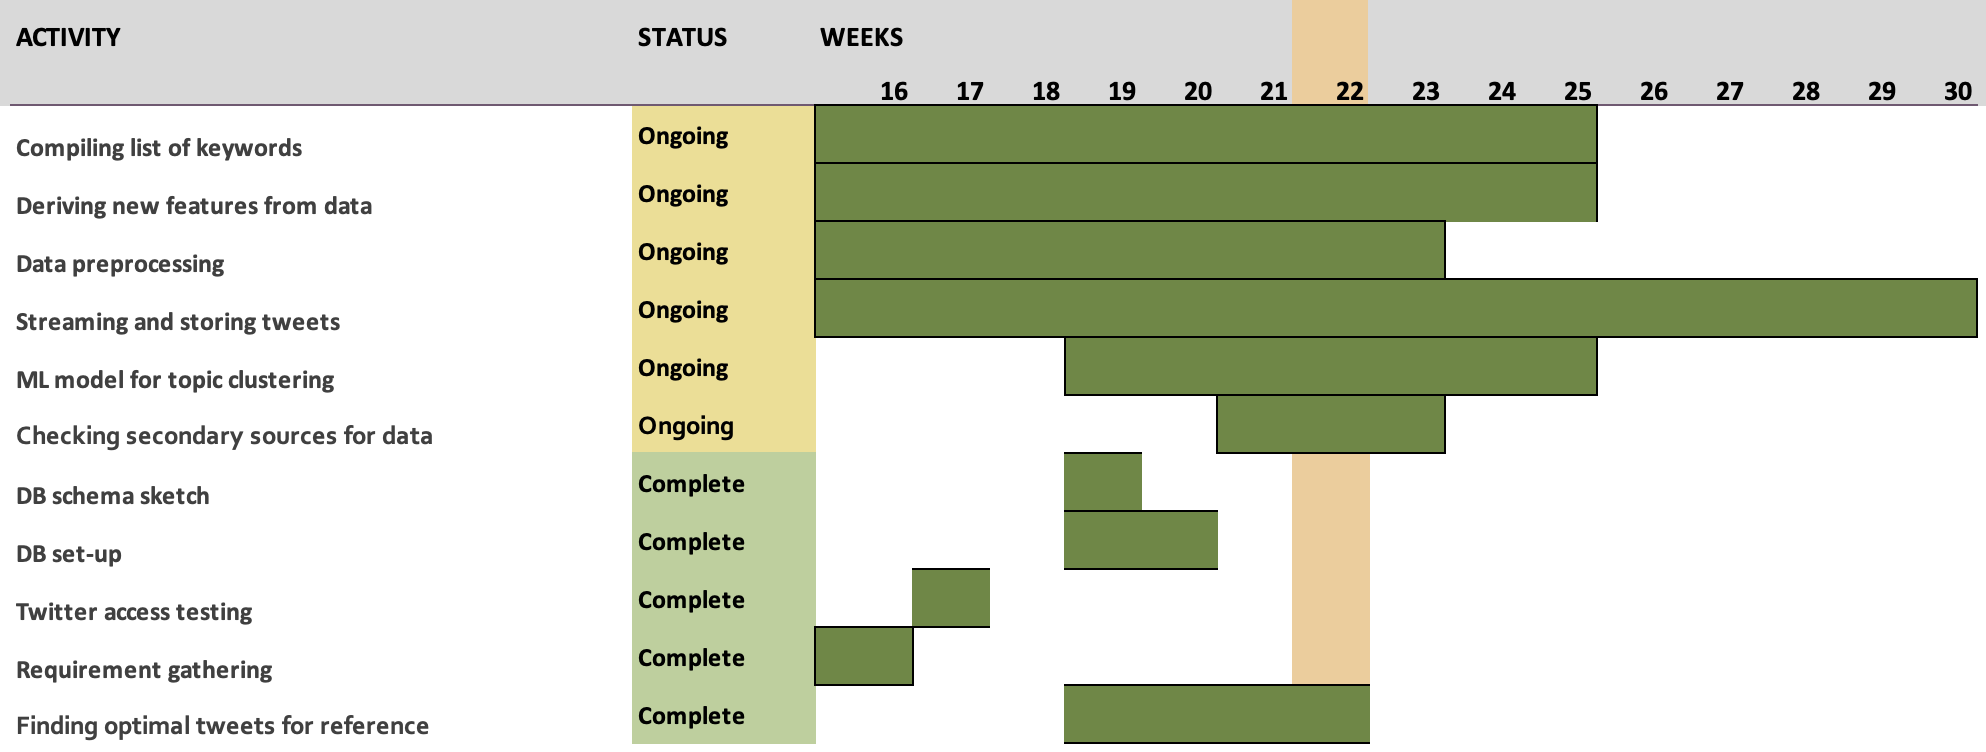 ACTIVITY STATUS WEEKS
16 17 18 19 20 21 22 23 24 25 26 27 28 29 30
Compiling list of keywords Ongoing
Deriving new features from data Ongoing
Data preprocessing Ongoing
Streaming and storing tweets Ongoing
ML model for topic clustering Ongoing
Checking secondary sources for data Ongoing
DB schema sketch Complete
DB set-up Complete
Twitter access testing Complete
Requirement gathering Complete
Finding optimal tweets for reference Complete